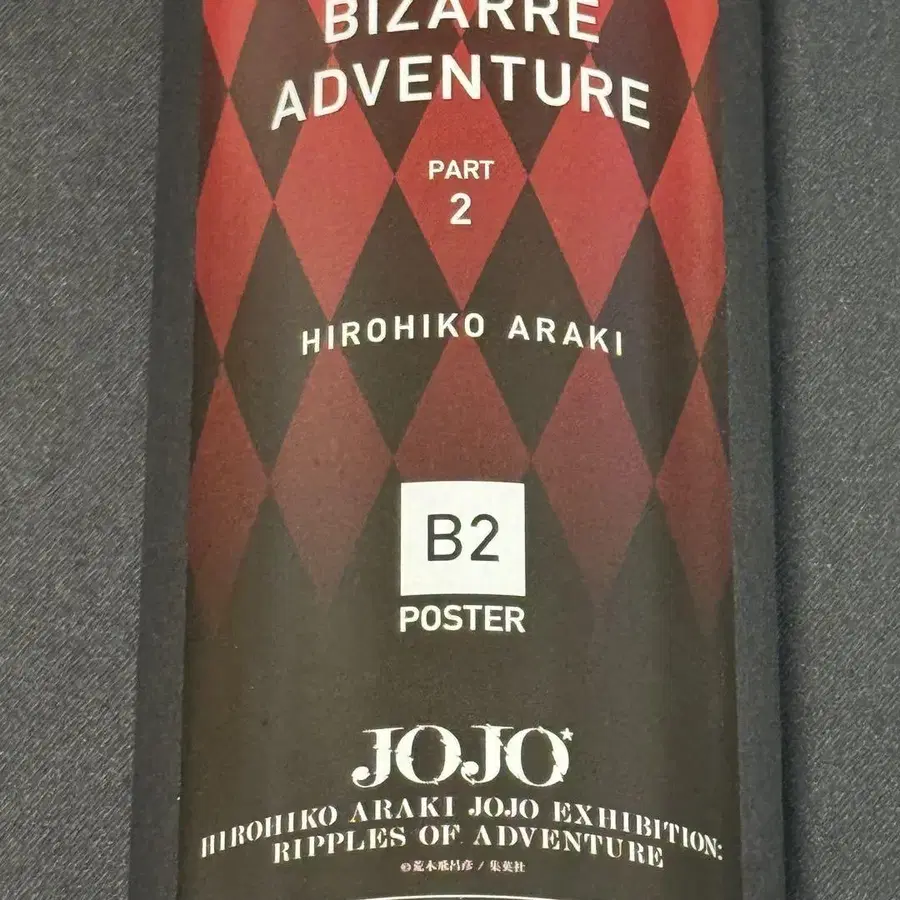 BIZARRE
ADVENTURE
PART
2
HIROHIKO ARAKI
B2
POSTER
JOJO
HIROHIKO ARAKI JOJO EXHIBITION:
RIPPLES OF ADVENTURE
©荒木飛呂彦 / 集英社